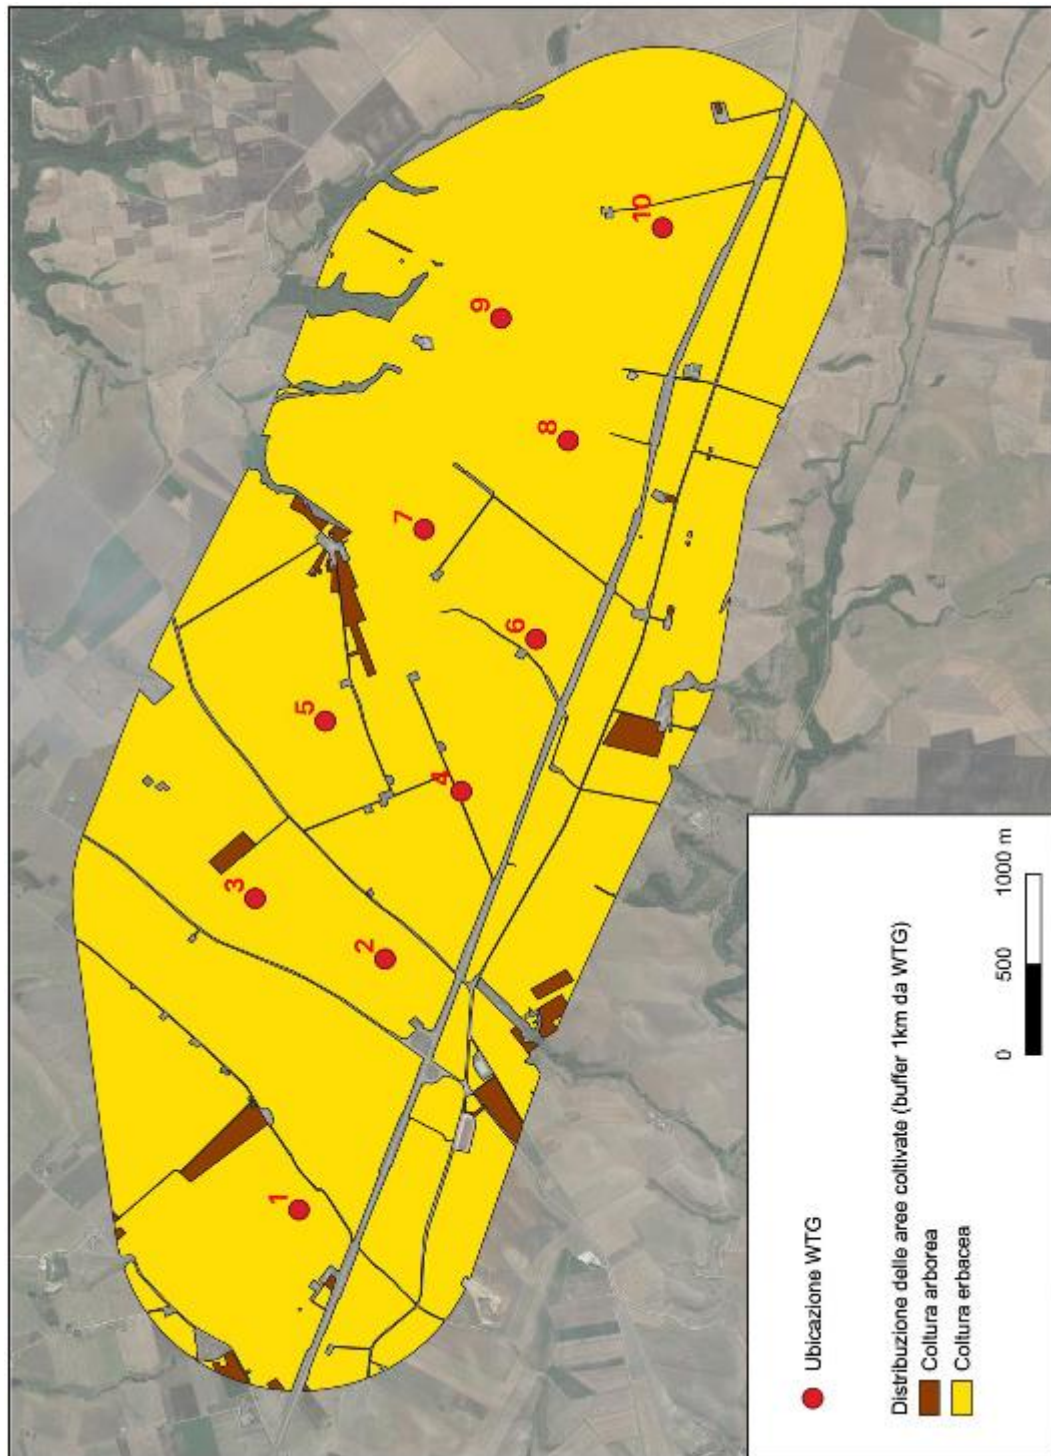 1
2
3
4
5
6
7
8
9
10
Ubicazione WTG
Distribuzione delle aree coltivate (buffer 1km da WTG)
Coltura arborea
Coltura erbacea
0 500 1000 m